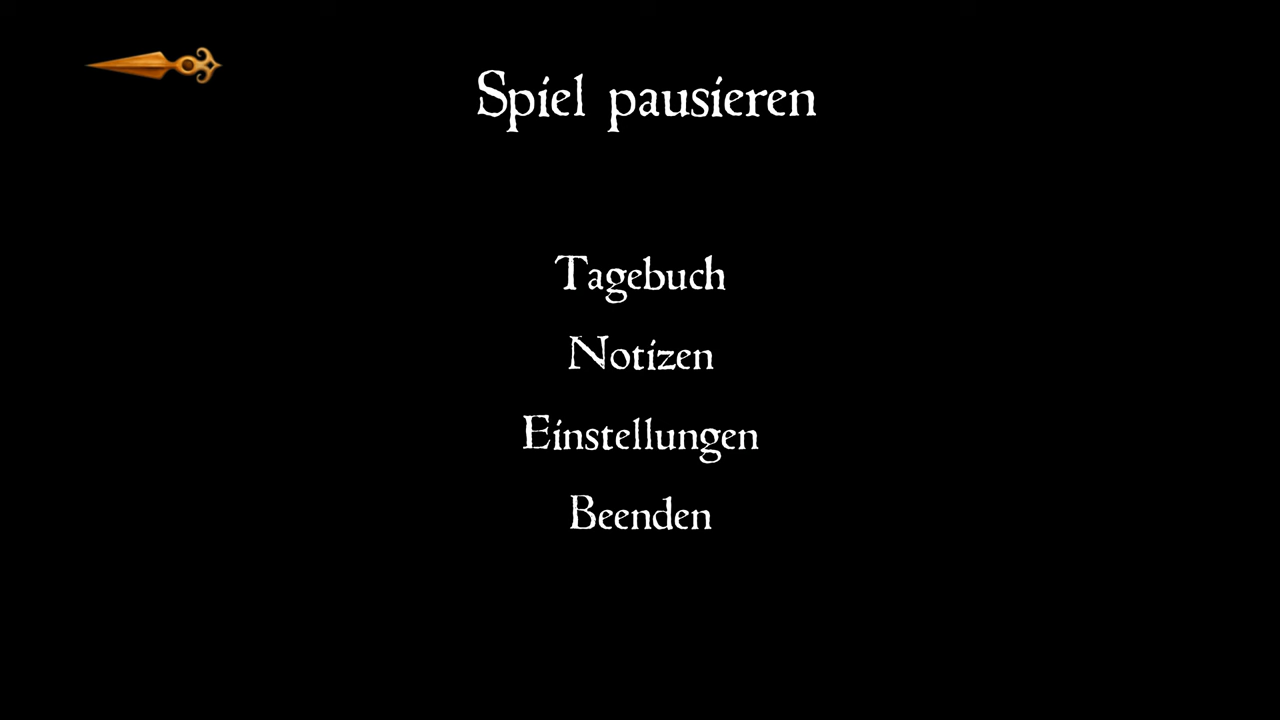 Spiel pausieren
Tagebuch
Notizen
Einstellungen
Beenden